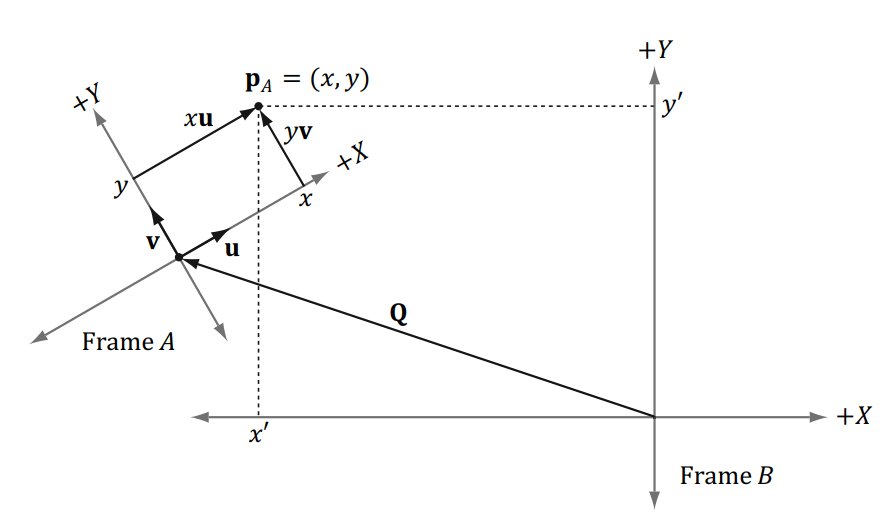 +Y
p_A = (x, y)
+Y
xu
y′
yv
+X
y
x
v
u
Q
Frame A
+X
x′
Frame B